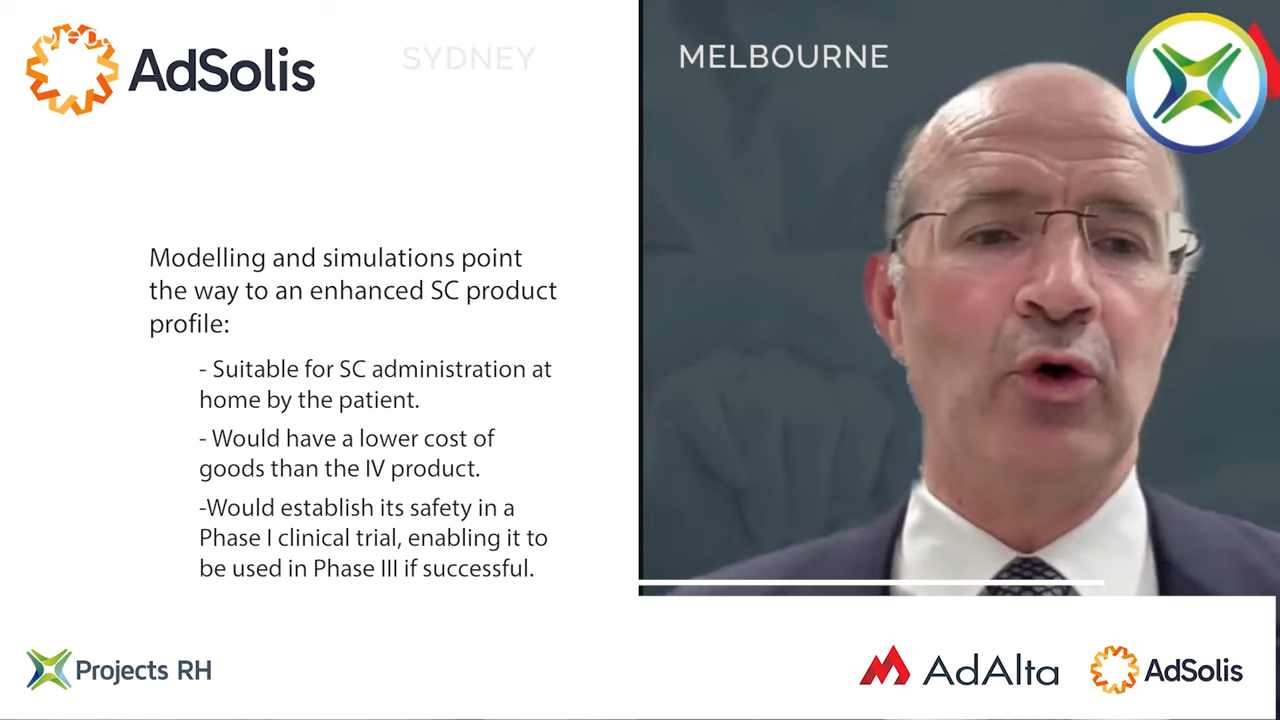 AdSolis
SYDNEY
MELBOURNE
Modelling and simulations point
the way to an enhanced SC product
profile:
- Suitable for SC administration at
home by the patient.
- Would have a lower cost of
goods than the IV product.
-Would establish its safety in a
Phase I clinical trial, enabling it to
be used in Phase III if successful.
Projects RH
AdAlta
AdSolis